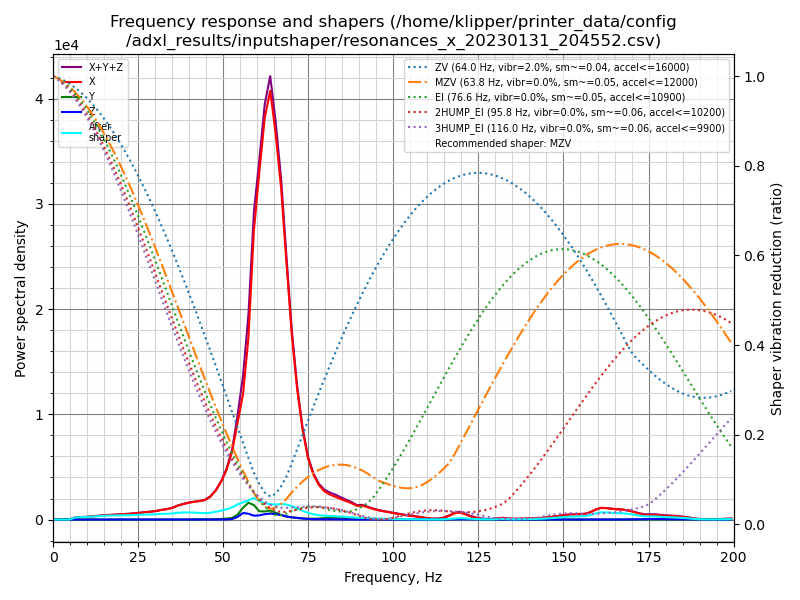 Frequency response and shapers (/home/klipper/printer_data/config
/adxl_results/inputshaper/resonances_x_20230131_204552.csv)
1e4
X+Y+Z
X
Y
Z
After
shaper
ZV (64.0 Hz, vibr=2.0%, sm~=0.04, accel<=16000)
MZV (63.8 Hz, vibr=0.0%, sm~=0.05, accel<=12000)
EI (76.6 Hz, vibr=0.0%, sm~=0.05, accel<=10900)
2HUMP_EI (95.8 Hz, vibr=0.0%, sm~=0.06, accel<=10200)
3HUMP_EI (116.0 Hz, vibr=0.0%, sm~=0.06, accel<=9900)
Recommended shaper: MZV
Power spectral density
4
3
2
1
0
1.0
0.8
0.6
0.4
0.2
0.0
Shaper vibration reduction (ratio)
0 25 50 75 100 125 150 175 200
Frequency, Hz